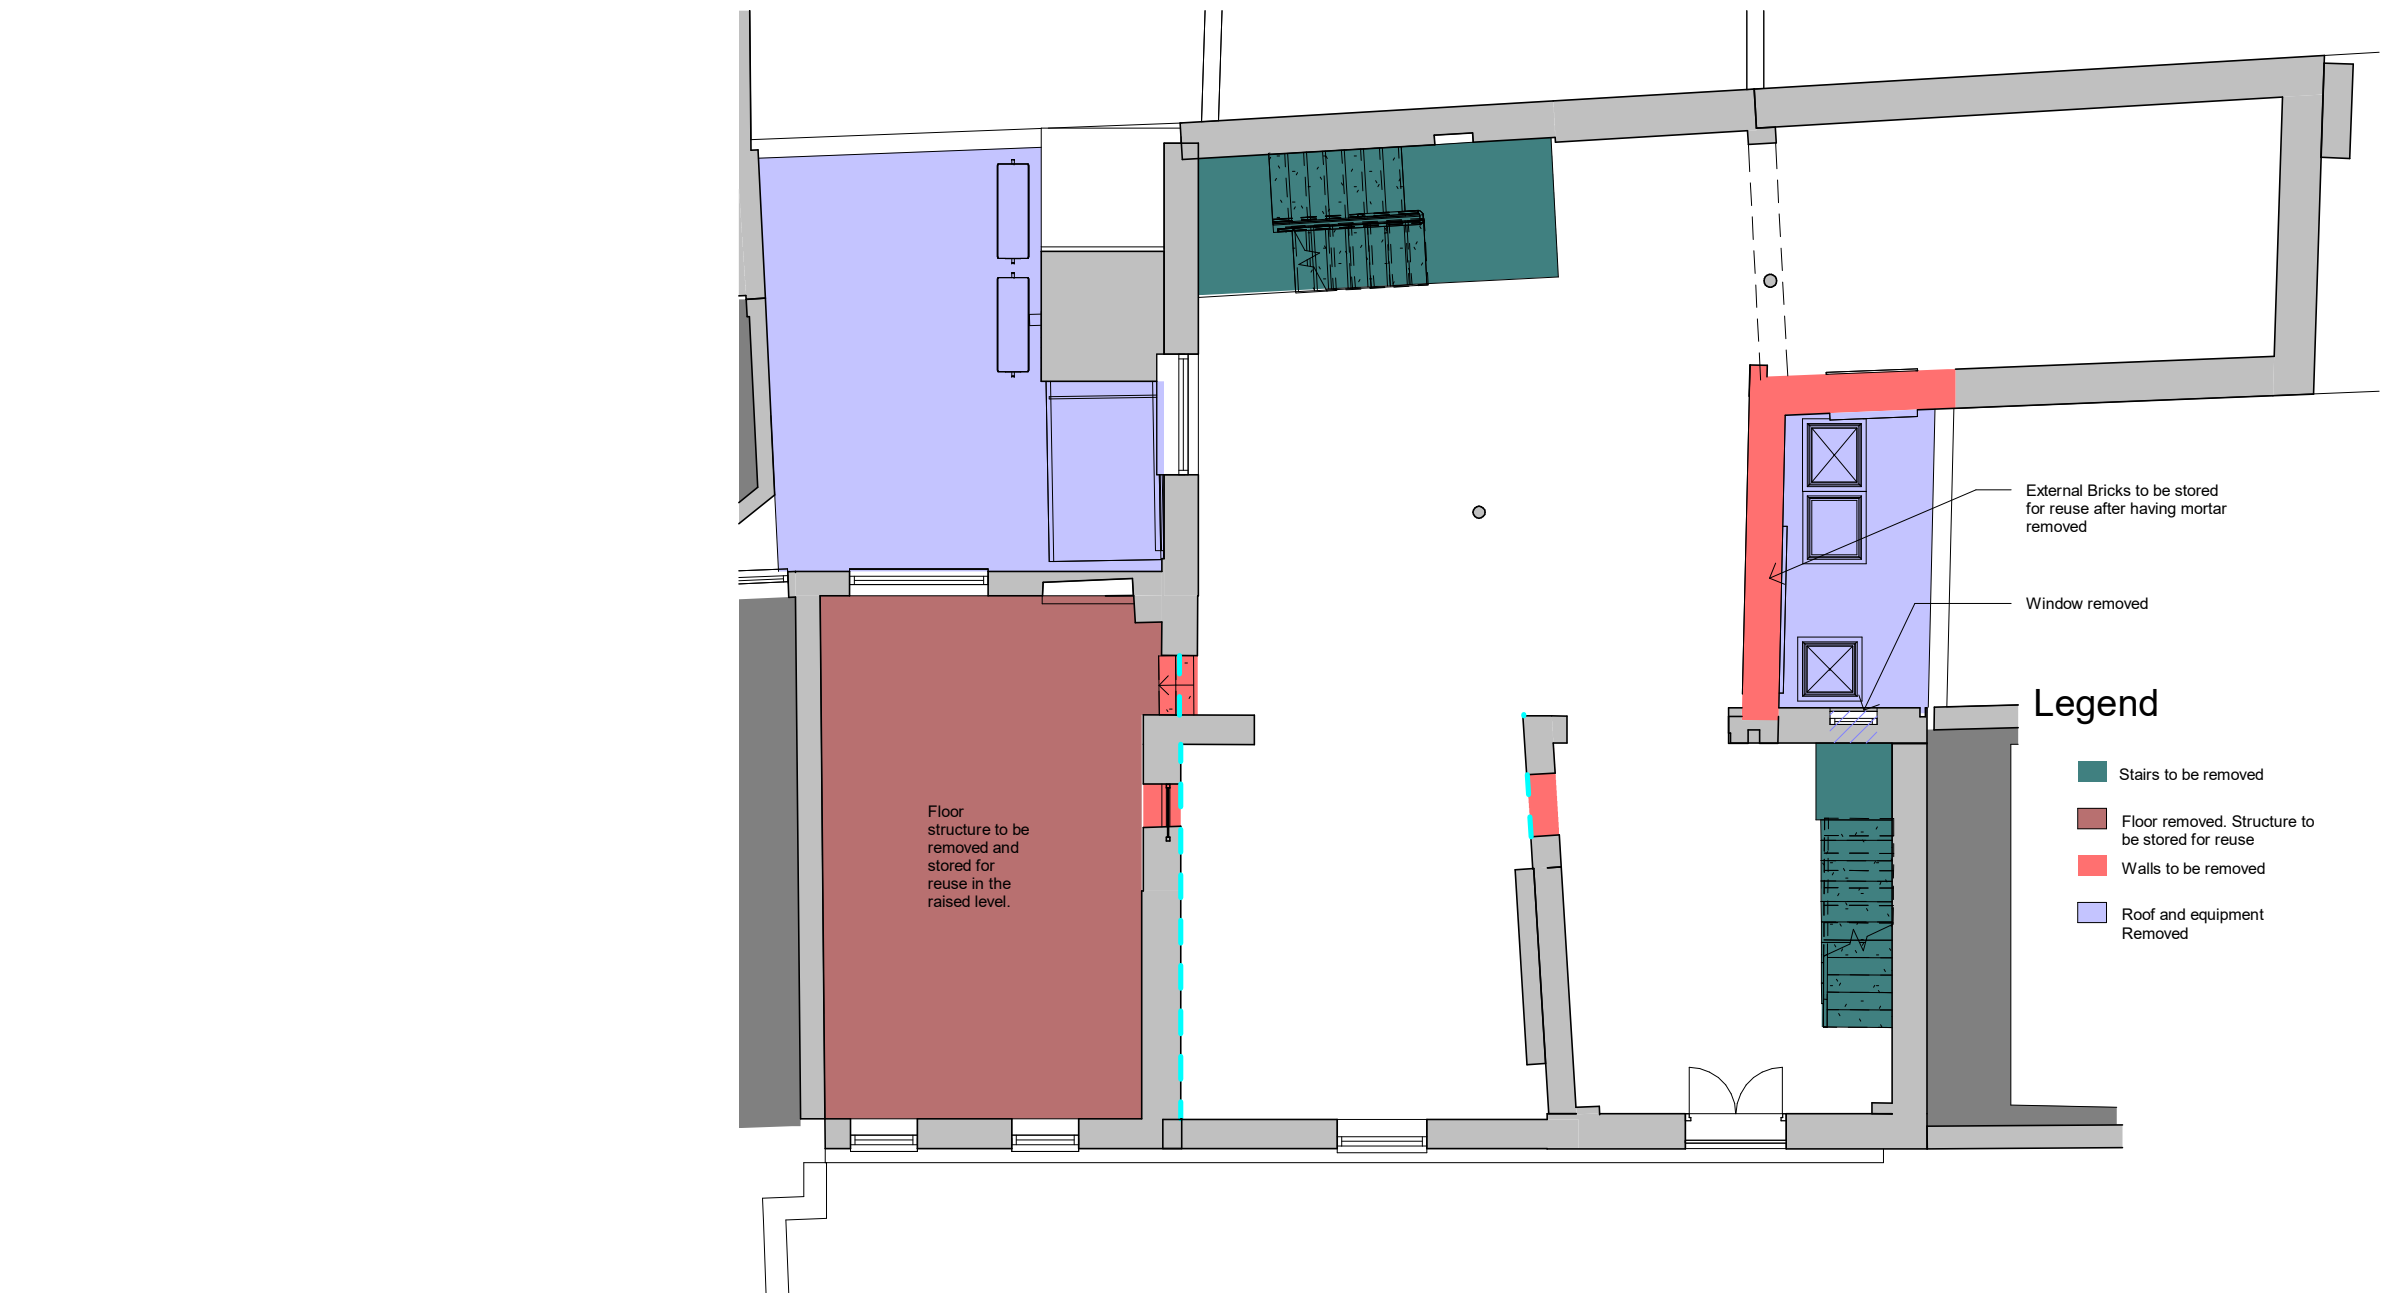 External Bricks to be stored
for reuse after having mortar
removed
Window removed
Legend
Stairs to be removed
Floor removed. Structure to
be stored for reuse
Walls to be removed
Roof and equipment
Removed
Floor
structure to be
removed and
stored for
reuse in the
raised level.